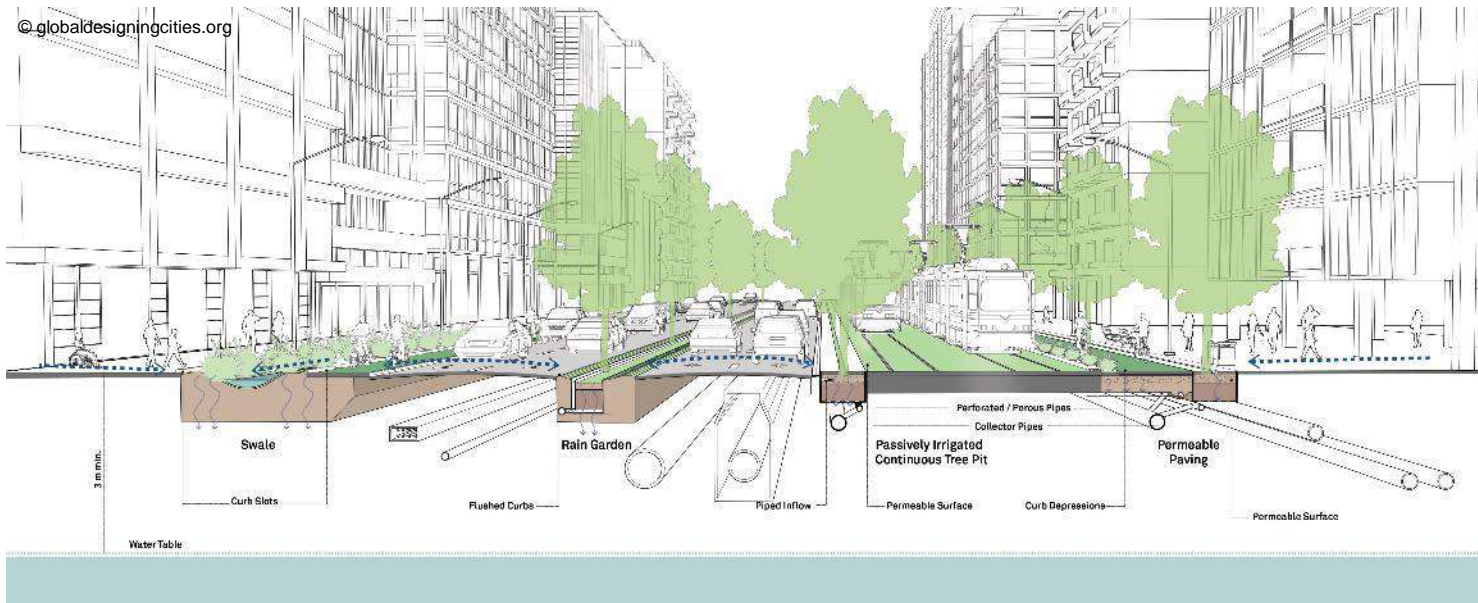 © globaldesigningcities.org
Perforated / Porous Pipes
Collector Pipes
Swale
Rain Garden
Passively Irrigated
Continuous Tree Pit
Permeable
Paving
3 m min.
Curb Slots
Flushed Curbs
Piped Inflow
Permeable Surface
Curb Depressions
Permeable Surface
Water Table